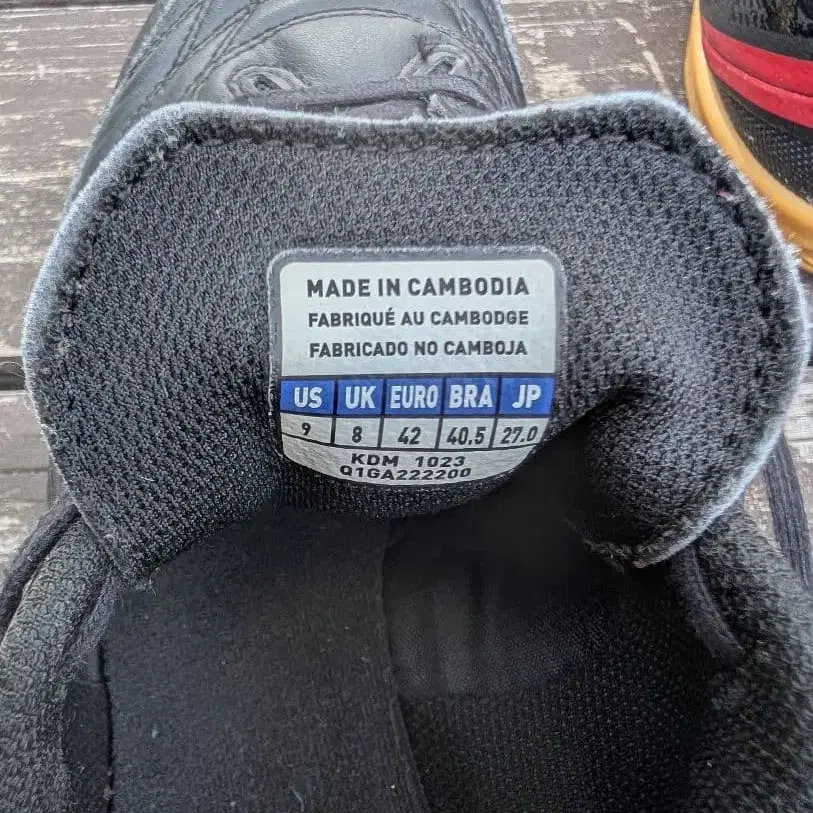 MADE IN CAMBODIA
FABRIQUÉ AU CAMBODGE
FABRICADO NO CAMBOJA
US UK EURO BRA JP
9 8 42 40.5 27.0
KDM 1023
Q1GA222200